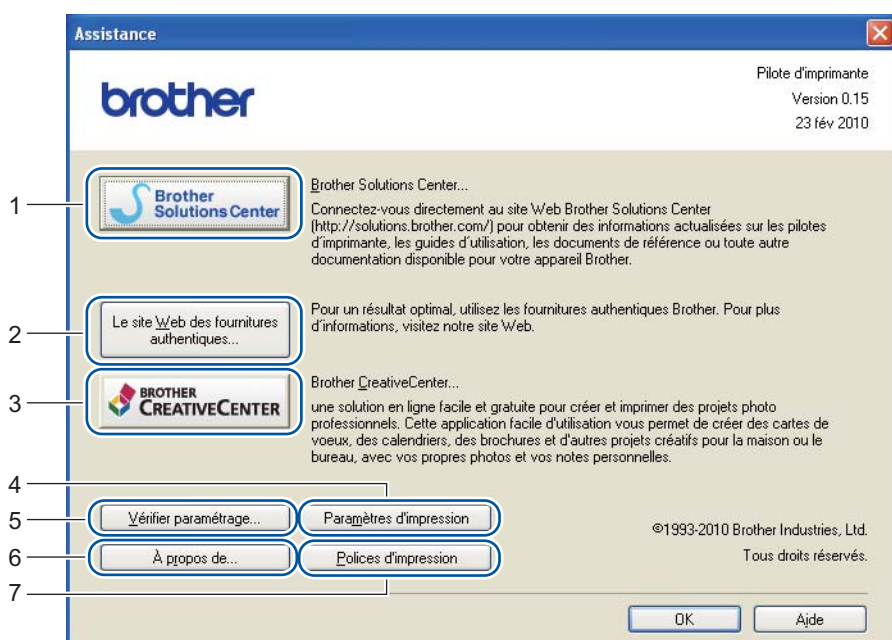 Assistance
brother
Pilote d'imprimante
Version 0.15
23 fév 2010
1
Brother
Solutions Center
Brother Solutions Center...
Connectez-vous directement au site Web Brother Solutions Center
(http://solutions.brother.com/) pour obtenir des informations actualisées sur les pilotes
d´imprimante, les guides d´utilisation, les documents de référence ou toute autre
documentation disponible pour votre appareil Brother.
2
Le site Web des fournitures
authentiques...
Pour un résultat optimal, utilisez les fournitures authentiques Brother. Pour plus
d´informations, visitez notre site Web.
3
BROTHER
CREATIVECENTER
Brother CreativeCenter...
une solution en ligne facile et gratuite pour créer et imprimer des projets photo
professionnels. Cette application facile d'utilisation vous permet de créer des cartes de
voeux, des calendriers, des brochures et d'autres projets créatifs pour la maison ou le
bureau, avec vos propres photos et vos notes personnelles.
4
5
Vérifier paramétrage...
Paramètres d'impression
©1993-2010 Brother Industries, Ltd.
6
À propos de...
Polices d'impression
Tous droits réservés.
7
OK
Aide